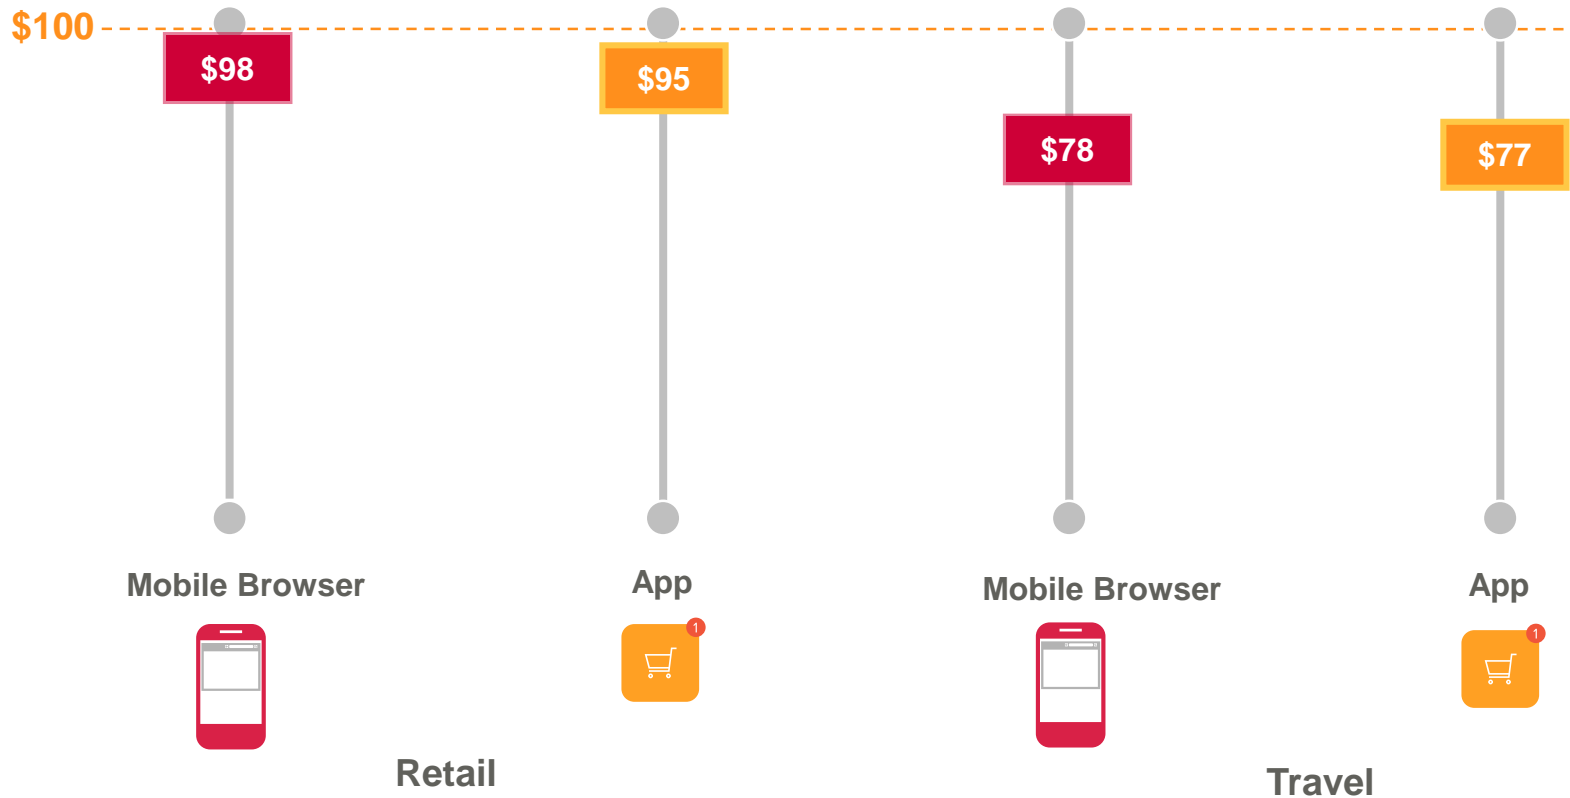 $100
$98
$95
$78
$77
Mobile Browser
App
Mobile Browser
App
1
1
Retail
Travel